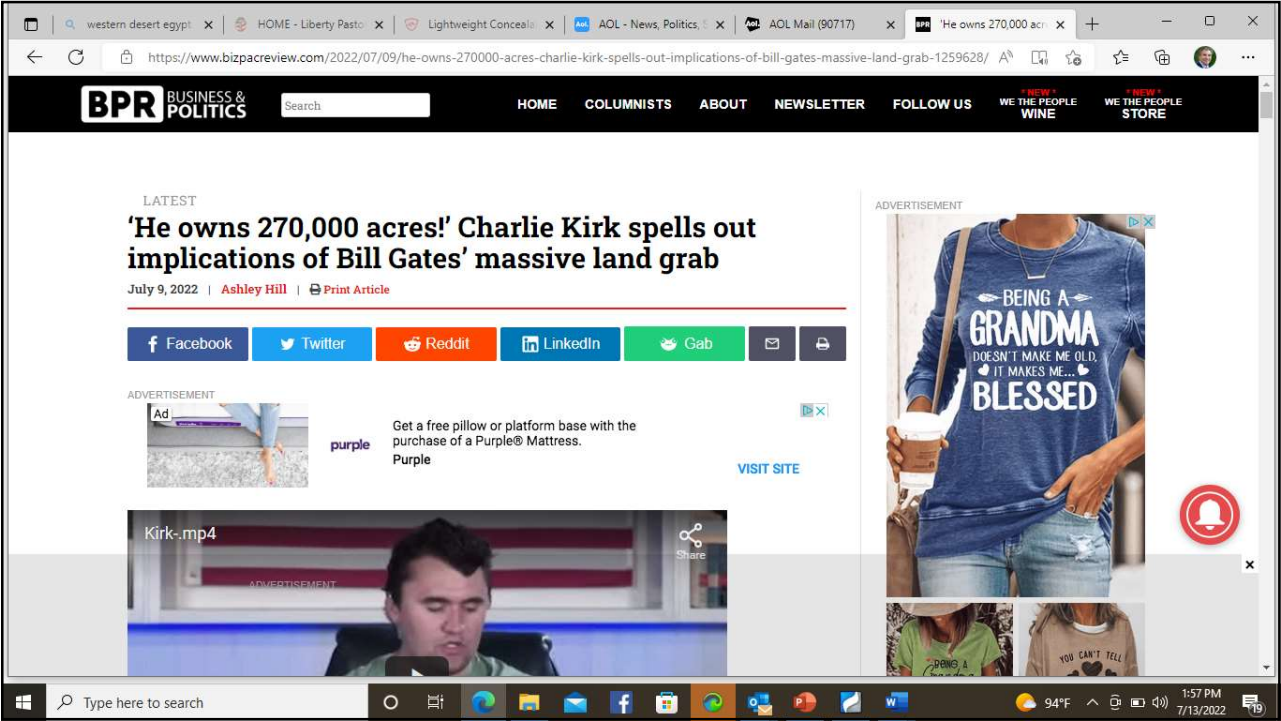 western desert egypt
HOME - Liberty Pasto
Lightweight Conceala
AOL - News, Politics, S
AOL Mail (90717)
'He owns 270,000 acr
https://www.bizpacreview.com/2022/07/09/he-owns-270000-acres-charlie-kirk-spells-out-implications-of-bill-gates-massive-land-grab-1259628/
BPR BUSINESS & POLITICS
Search
HOME COLUMNISTS ABOUT NEWSLETTER FOLLOW US
* NEW *
WE THE PEOPLE
WINE
* NEW *
WE THE PEOPLE
STORE
LATEST
‘He owns 270,000 acres!’ Charlie Kirk spells out
implications of Bill Gates’ massive land grab
July 9, 2022 | Ashley Hill | Print Article
Facebook Twitter Reddit LinkedIn Gab
ADVERTISEMENT
Ad
purple
Get a free pillow or platform base with the
purchase of a Purple® Mattress.
Purple
VISIT SITE
Kirk-.mp4
Share
ADVERTISEMENT
ADVERTISEMENT
BEING A
GRANDMA
DOESN'T MAKE ME OLD,
IT MAKES ME...
BLESSED
BEING A
YOU CAN'T TELL
Type here to search
94°F
1:57 PM
7/13/2022
19